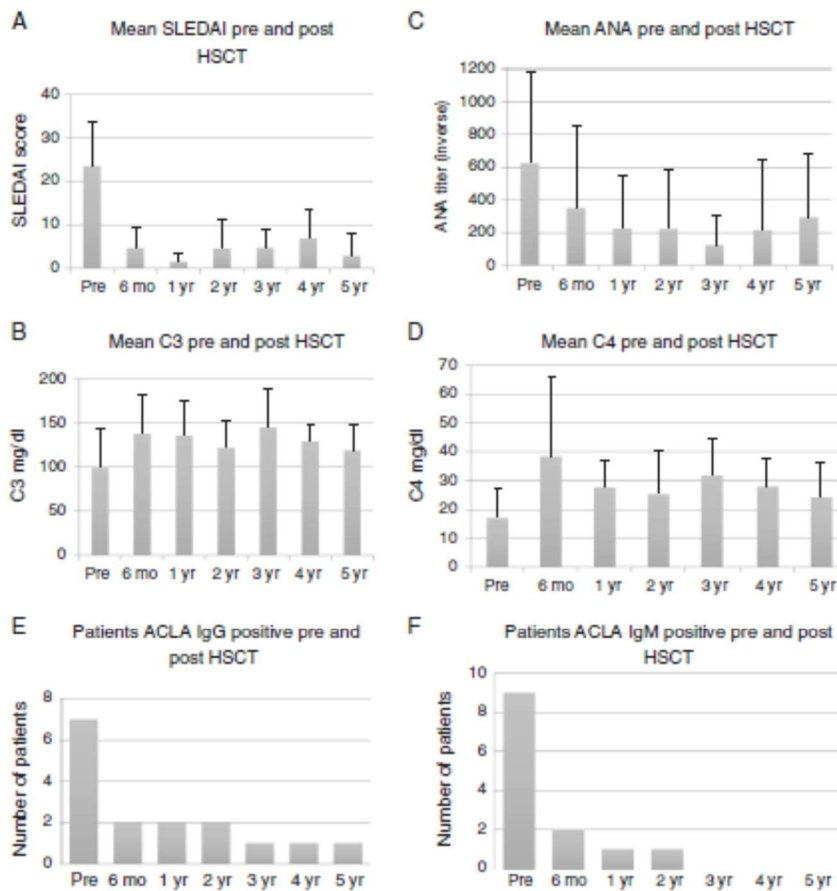 A
Mean SLEDAI pre and post
HSCT
SLEDAI score
40
30
20
10
0
Pre 6 mo 1 yr 2 yr 3 yr 4 yr 5 yr
C
Mean ANA pre and post HSCT
ANA titer (inverse)
1200
1000
800
600
400
200
0
Pre 6 mo 1 yr 2 yr 3 yr 4 yr 5 yr
B
Mean C3 pre and post HSCT
C3 mg/dl
200
150
100
50
0
Pre 6 mo 1 yr 2 yr 3 yr 4 yr 5 yr
D
Mean C4 pre and post HSCT
C4 mg/dl
70
60
50
40
30
20
10
0
Pre 6 mo 1 yr 2 yr 3 yr 4 yr 5 yr
E
Patients ACLA IgG positive pre and
post HSCT
Number of patients
8
6
4
2
0
Pre 6 mo 1 yr 2 yr 3 yr 4 yr 5 yr
F
Patients ACLA IgM positive pre and post
HSCT
Number of patients
10
8
6
4
2
0
Pre 6 mo 1 yr 2 yr 3 yr 4 yr 5 yr